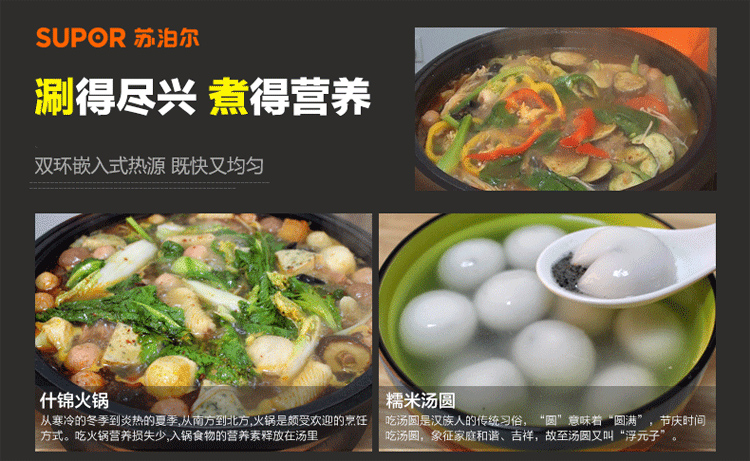 SUPOR 苏泊尔
涮得尽兴 煮得营养
双环嵌入式热源 既快又均匀
什锦火锅
从寒冷的冬季到炎热的夏季,从南方到北方,火锅是颇受欢迎的烹饪
方式。吃火锅营养损失少,入锅食物的营养素释放在汤里
糯米汤圆
吃汤圆是汉族人的传统习俗，“圆”意味着“圆满”，节庆时间
吃汤圆，象征家庭和谐、吉祥，故至汤圆又叫“浮元子”。